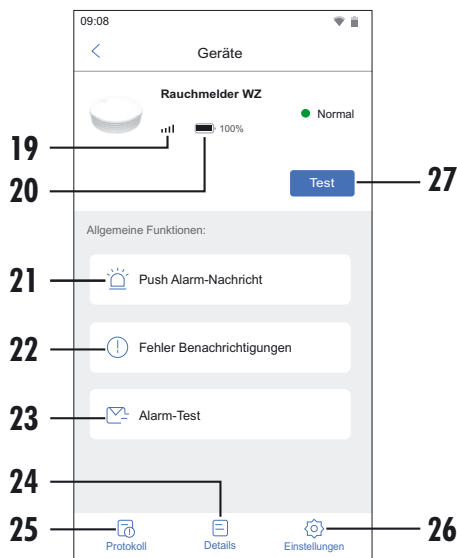 09:08
Geräte
Rauchmelder WZ
100%
Normal
Test
19
20
27
Allgemeine Funktionen:
21
Push Alarm-Nachricht
22
Fehler Benachrichtigungen
23
Alarm-Test
24
25
26
Protokoll
Details
Einstellungen